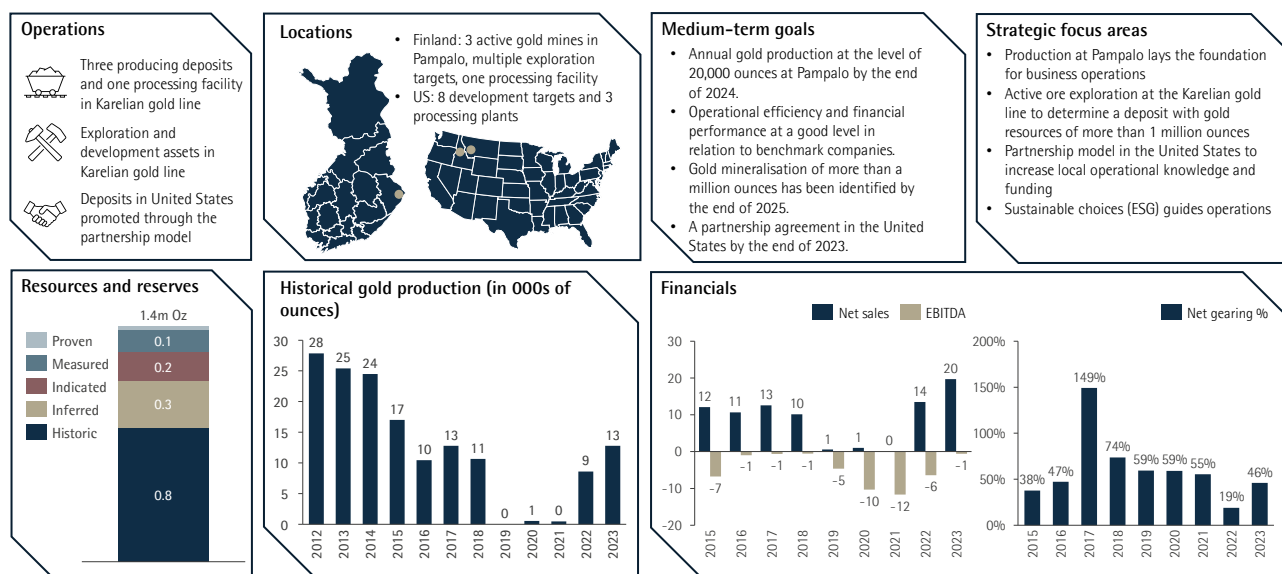 Operations
Three producing deposits
and one processing facility
in Karelian gold line
Exploration and
development assets in
Karelian gold line
Deposits in United States
promoted through the
partnership model
Locations
• Finland: 3 active gold mines in
Pampalo, multiple exploration
targets, one processing facility
• US: 8 development targets and 3
processing plants
Medium-term goals
• Annual gold production at the level of
20,000 ounces at Pampalo by the end
of 2024.
• Operational efficiency and financial
performance at a good level in
relation to benchmark companies.
• Gold mineralisation of more than a
million ounces has been identified by
the end of 2025.
• A partnership agreement in the United
States by the end of 2023.
Strategic focus areas
• Production at Pampalo lays the foundation
for business operations
• Active ore exploration at the Karelian gold
line to determine a deposit with gold
resources of more than 1 million ounces
• Partnership model in the United States to
increase local operational knowledge and
funding
• Sustainable choices (ESG) guides operations
Resources and reserves
1.4m Oz
Proven
Measured
Indicated
Inferred
Historic
0.1
0.2
0.3
0.8
Historical gold production (in 000s of
ounces)
30
25
20
15
10
5
0
28
25
24
17
10
13
11
0
1
0
9
13
2012
2013
2014
2015
2016
2017
2018
2019
2020
2021
2022
2023
Financials
Net sales
EBITDA
30
20
10
0
-10
-20
12
11
13
10
1
1
0
14
20
-7
-1
-1
-1
-5
-10
-12
-6
-1
2015
2016
2017
2018
2019
2020
2021
2022
2023
Net gearing %
200%
150%
100%
50%
0%
38%
47%
149%
74%
59%
59%
55%
19%
46%
2015
2016
2017
2018
2019
2020
2021
2022
2023